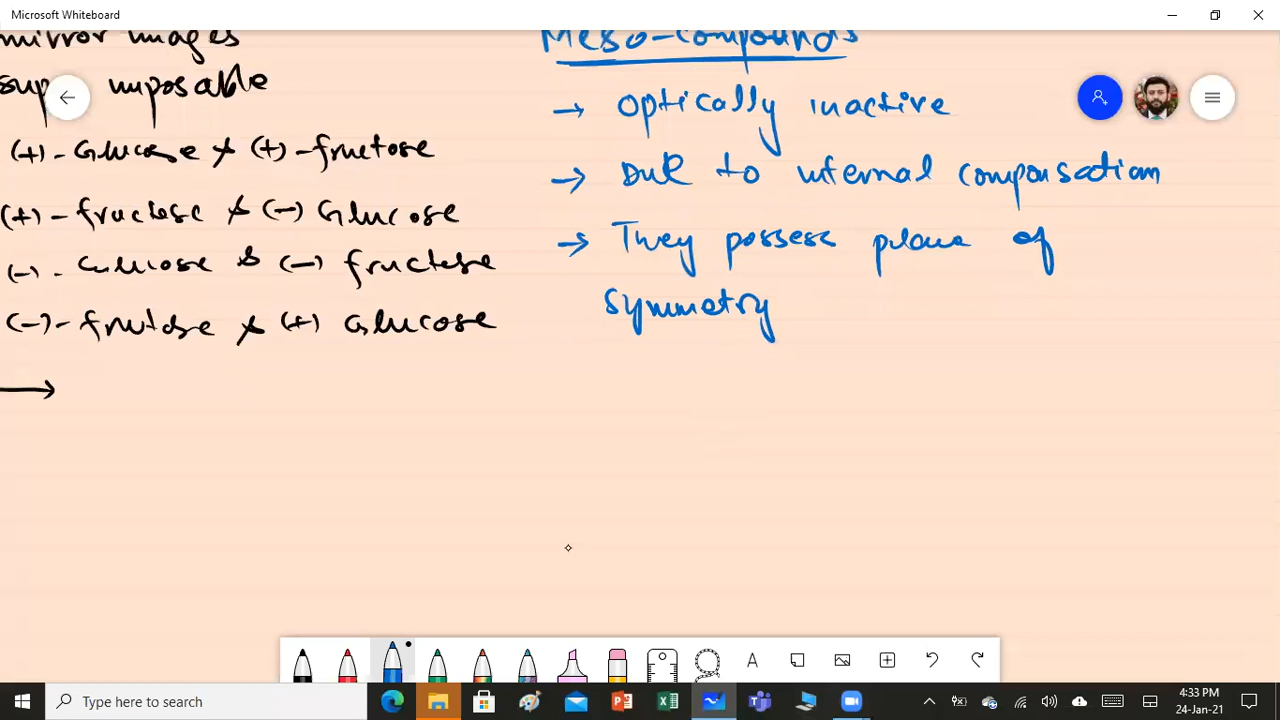 Microsoft Whiteboard
mirror images
imposable
(+)-Glucose & (+)-fructose
(+)-fructose & (-) Glucose
(-)-Glucose & (-) fructose
(-)-fructose & (+) Glucose
Meso-Compounds
→ Optically inactive
→ Due to internal compensation
→ They possess plane of
symmetry
A
Type here to search
4:33 PM
24-Jan-21